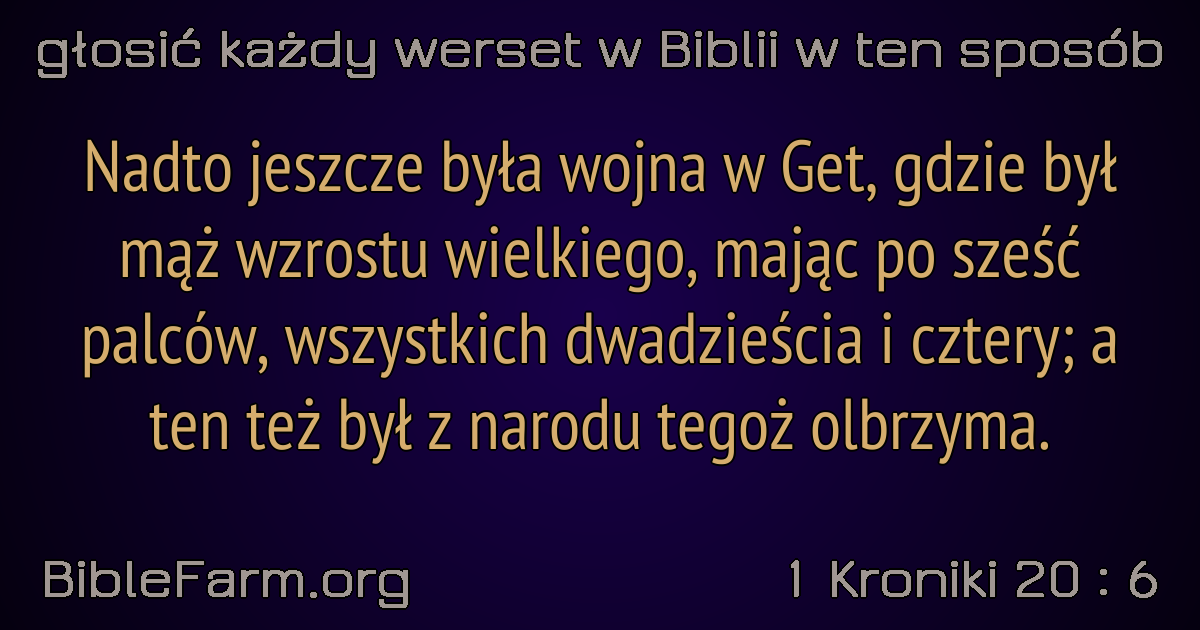 głosić każdy werset w Biblii w ten sposób
Nadto jeszcze była wojna w Get, gdzie był
mąż wzrostu wielkiego, mając po sześć
palców, wszystkich dwadzieścia i cztery; a
ten też był z narodu tegoż olbrzyma.
BibleFarm.org
1 Kroniki 20 : 6